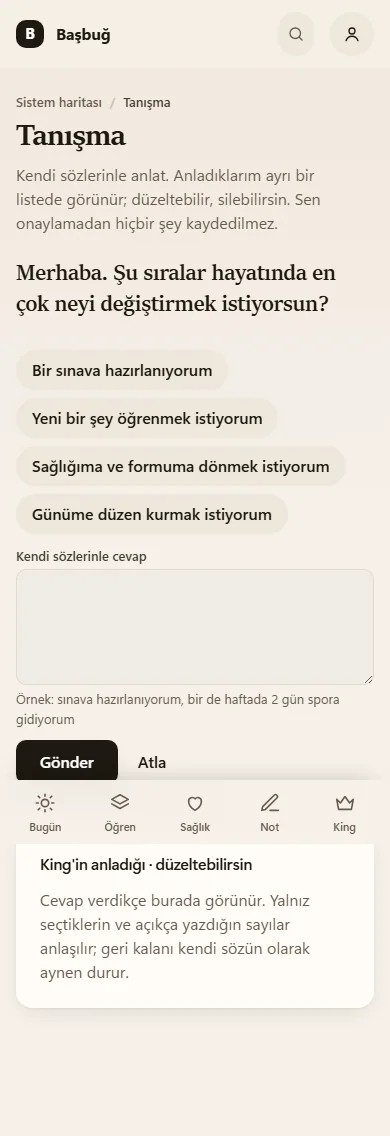 B Başbuğ
Sistem haritası / Tanışma
Tanışma
Kendi sözlerinle anlat. Anladıklarım ayrı bir
listede görünür; düzeltebilir, silebilirsin. Sen
onaylamadan hiçbir şey kaydedilmez.
Merhaba. Şu sıralar hayatında en
çok neyi değiştirmek istiyorsun?
Bir sınava hazırlanıyorum
Yeni bir şey öğrenmek istiyorum
Sağlığıma ve formuma dönmek istiyorum
Günüme düzen kurmak istiyorum
Kendi sözlerinle cevap
Örnek: sınava hazırlanıyorum, bir de haftada 2 gün spora
gidiyorum
Gönder Atla
Bugün Öğren Sağlık Not King
King'in anladığı · düzeltebilirsin
Cevap verdikçe burada görünür. Yalnız
seçtiklerin ve açıkça yazdığın sayılar
anlaşılır; geri kalanı kendi sözün olarak
aynen durur.